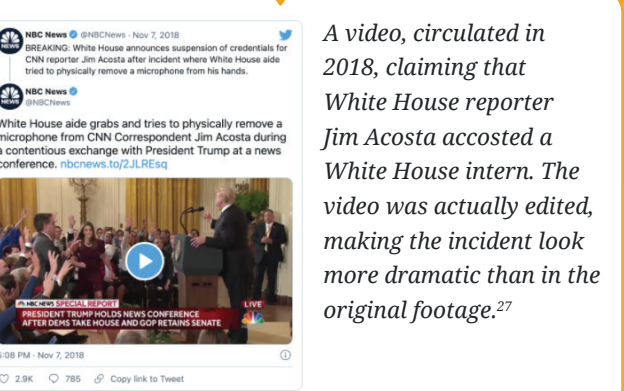 NBC News @NBCNews · Nov 7, 2018
BREAKING: White House announces suspension of credentials for
CNN reporter Jim Acosta after incident where White House aide
tried to physically remove a microphone from his hands.
NBC News
@NBCNews
White House aide grabs and tries to physically remove a
microphone from CNN Correspondent Jim Acosta during
a contentious exchange with President Trump at a news
conference. nbcnews.to/2JLREsq
NBC NEWS SPECIAL REPORT
LIVE
PRESIDENT TRUMP HOLDS NEWS CONFERENCE
AFTER DEMS TAKE HOUSE AND GOP RETAINS SENATE
5:08 PM · Nov 7, 2018
2.9K 785 Copy link to Tweet
A video, circulated in
2018, claiming that
White House reporter
Jim Acosta accosted a
White House intern. The
video was actually edited,
making the incident look
more dramatic than in the
original footage.27